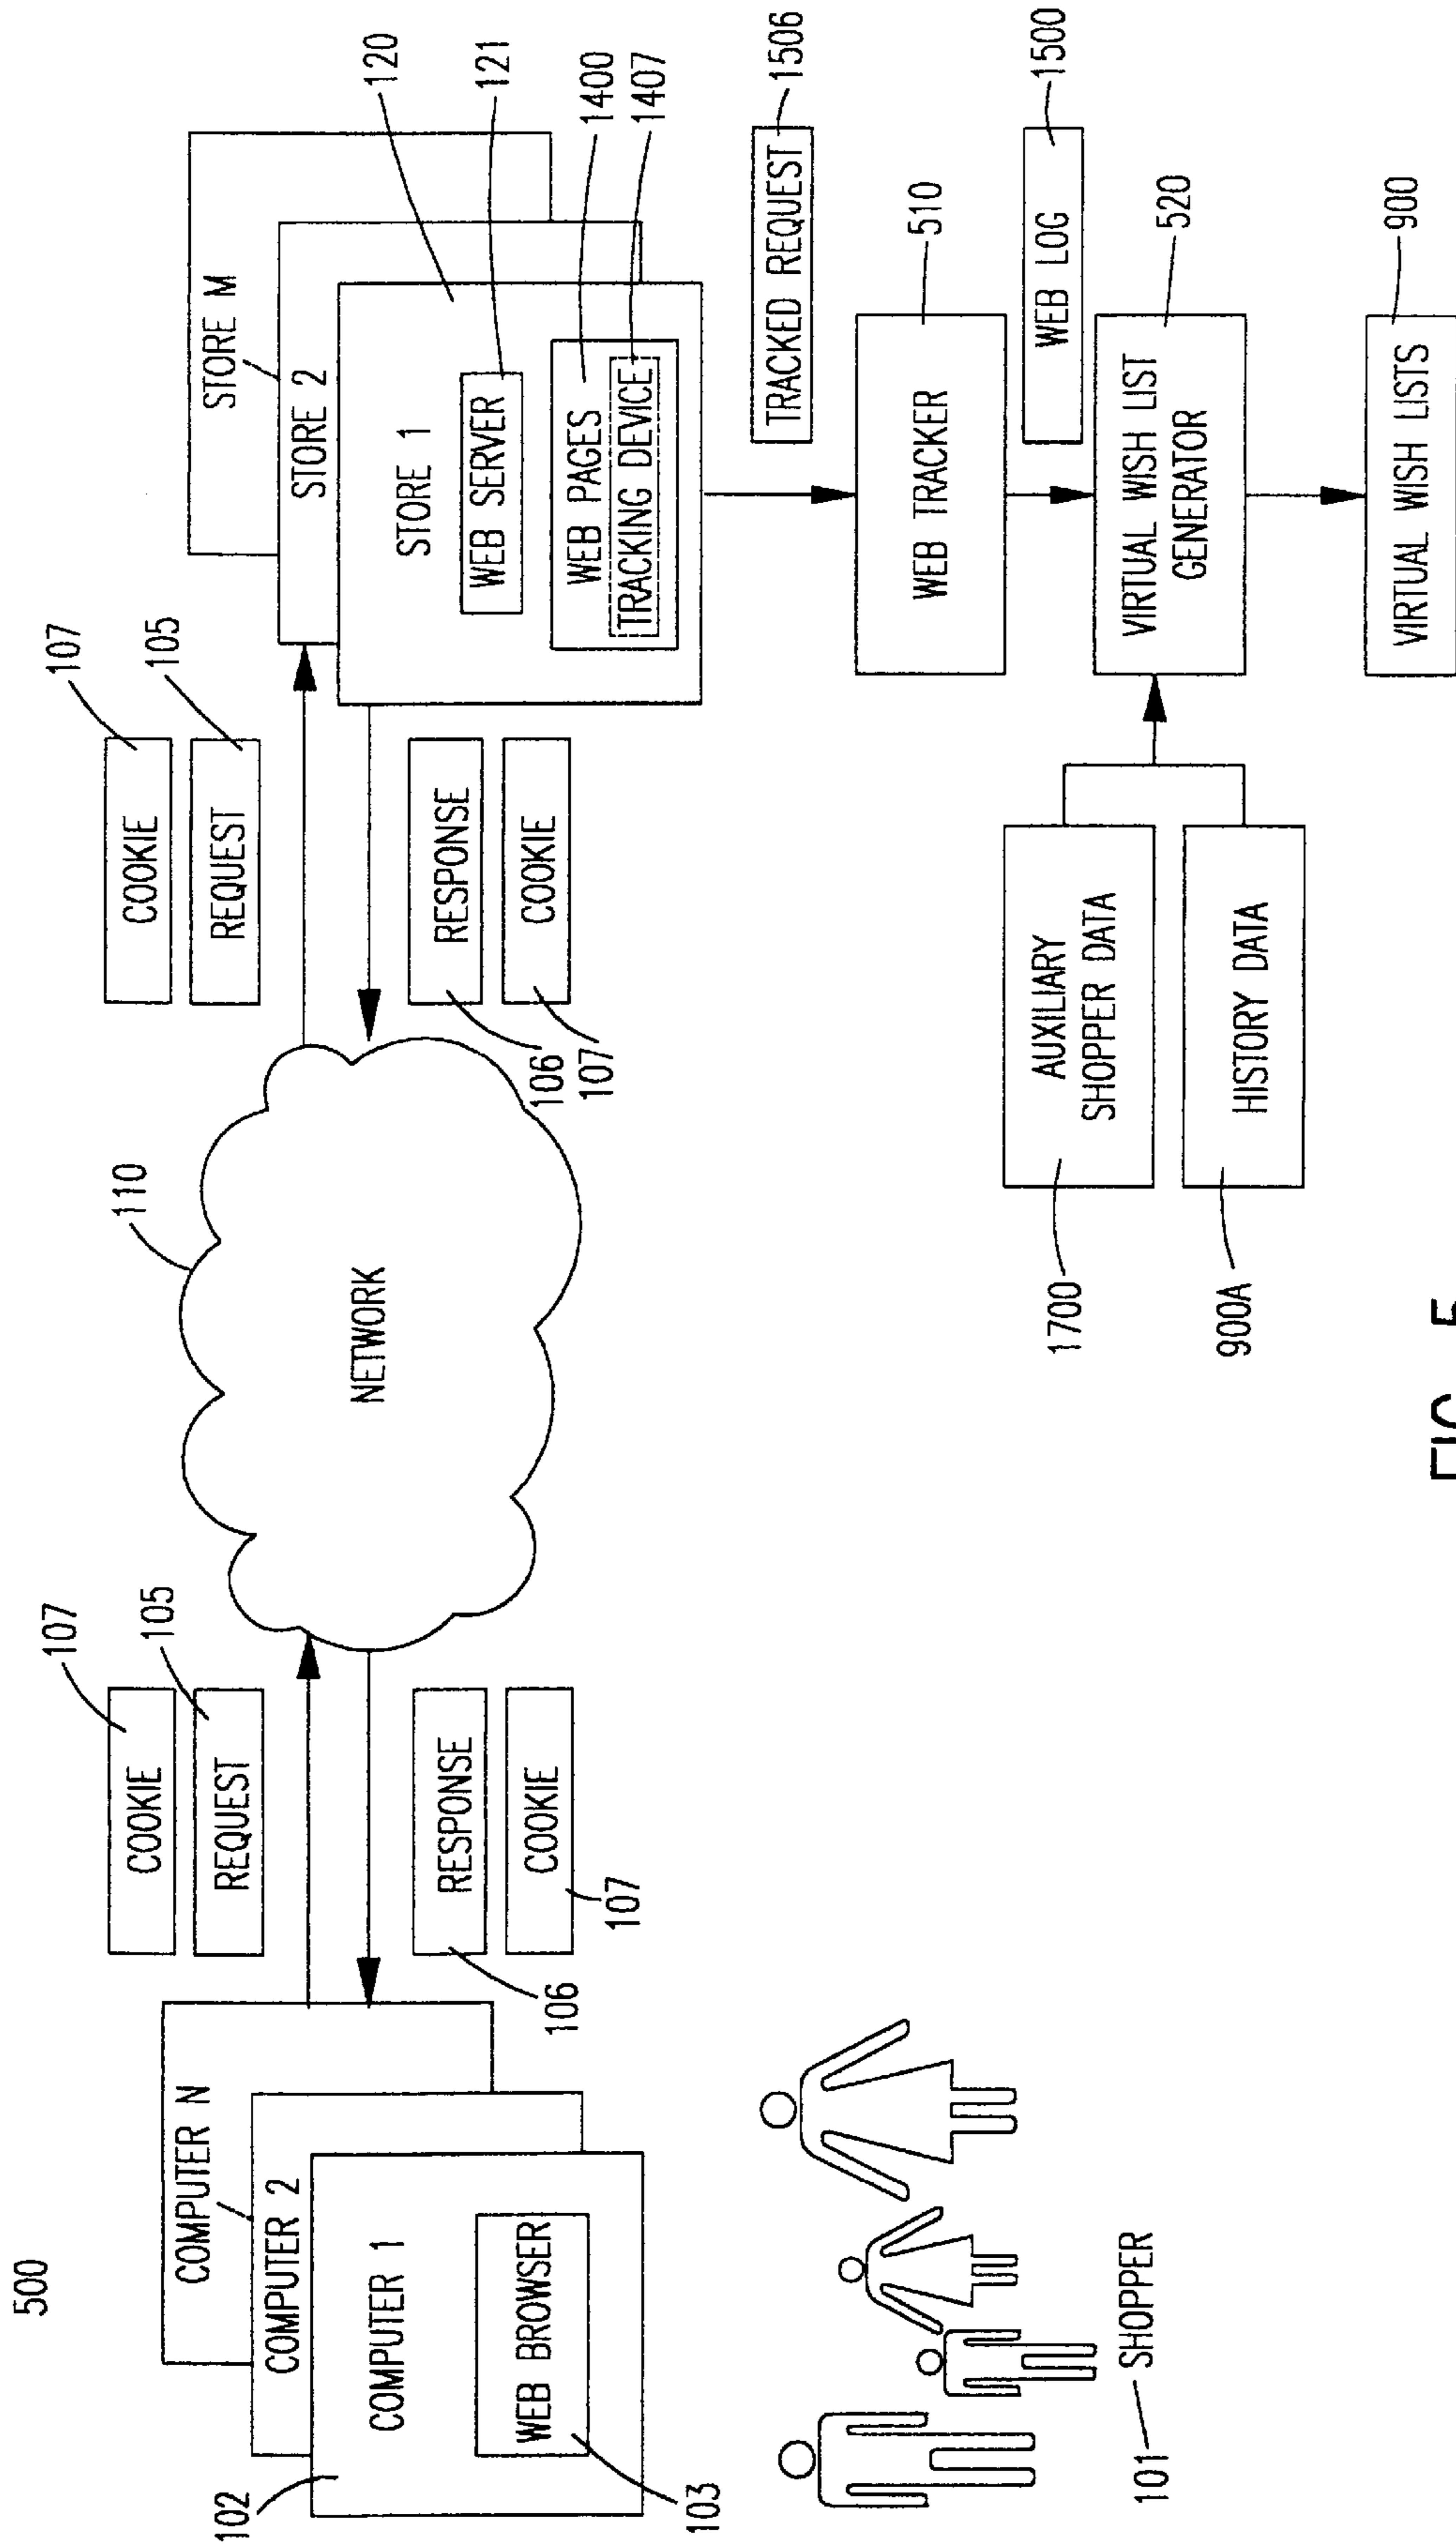 500
COMPUTER N
COMPUTER 2
COMPUTER 1
WEB BROWSER
102
103
101
SHOPPER
107
105
COOKIE
REQUEST
RESPONSE
COOKIE
106
107
110
NETWORK
107
105
COOKIE
REQUEST
RESPONSE
COOKIE
106
107
STORE M
STORE 2
STORE 1
WEB SERVER
WEB PAGES
TRACKING DEVICE
120
121
1400
1407
TRACKED REQUEST
1506
WEB TRACKER
510
WEB LOG
1500
VIRTUAL WISH LIST
GENERATOR
520
VIRTUAL WISH LISTS
900
AUXILIARY
SHOPPER DATA
1700
HISTORY DATA
900A